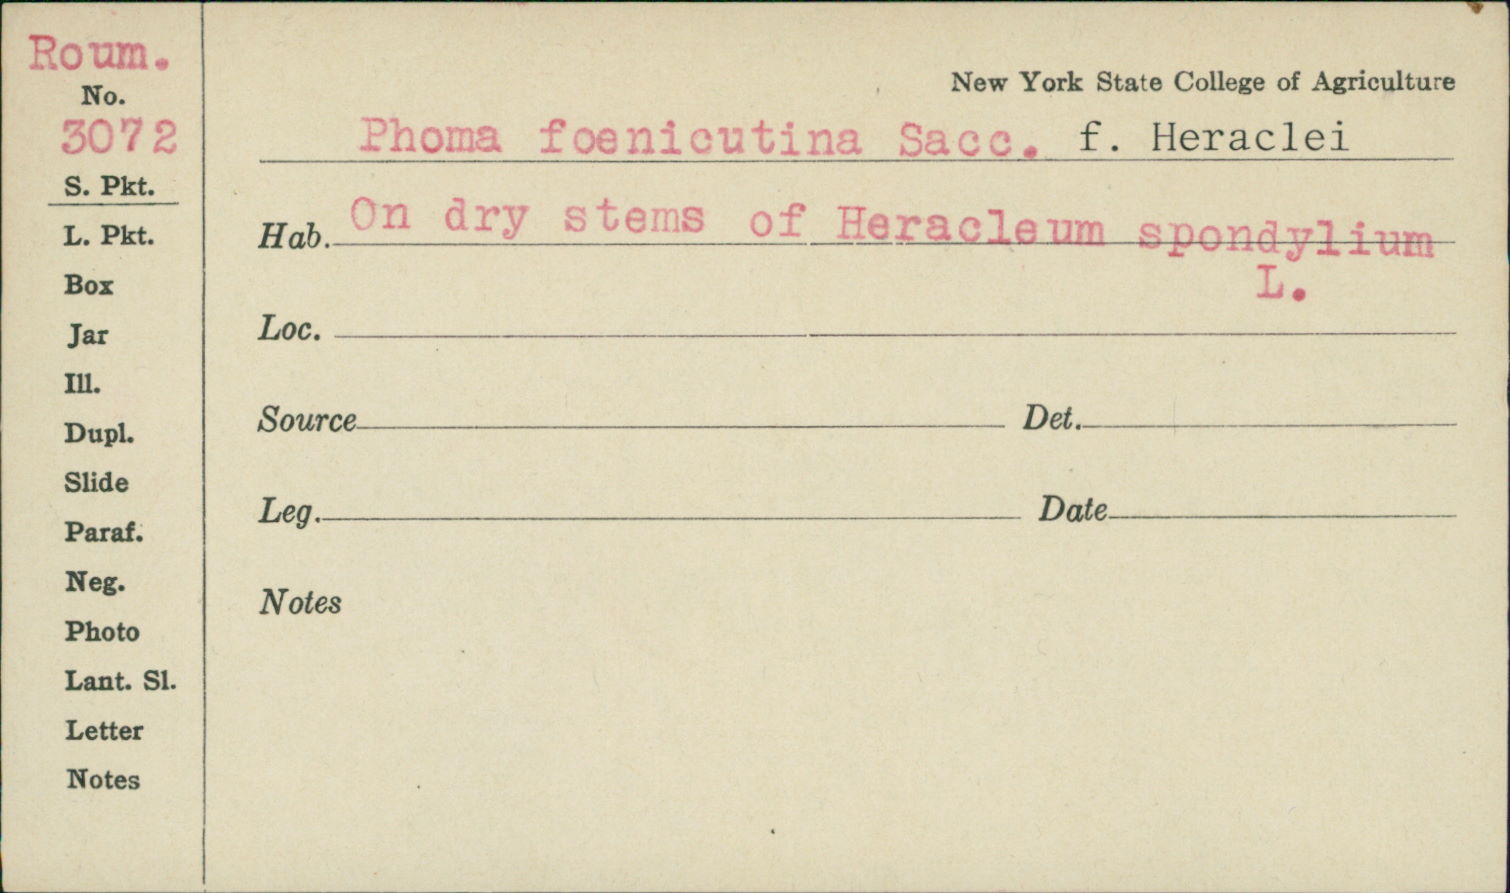 Roum.
No.
3072
S. Pkt.
L. Pkt.
Box
Jar
Ill.
Dupl.
Slide
Paraf.
Neg.
Photo
Lant. Sl.
Letter
Notes
New York State College of Agriculture
Phoma foenicutina Sacc. f. Heraclei
Hab. On dry stems of Heracleum spondylium
L.
Loc.
Source Det.
Leg. Date
Notes